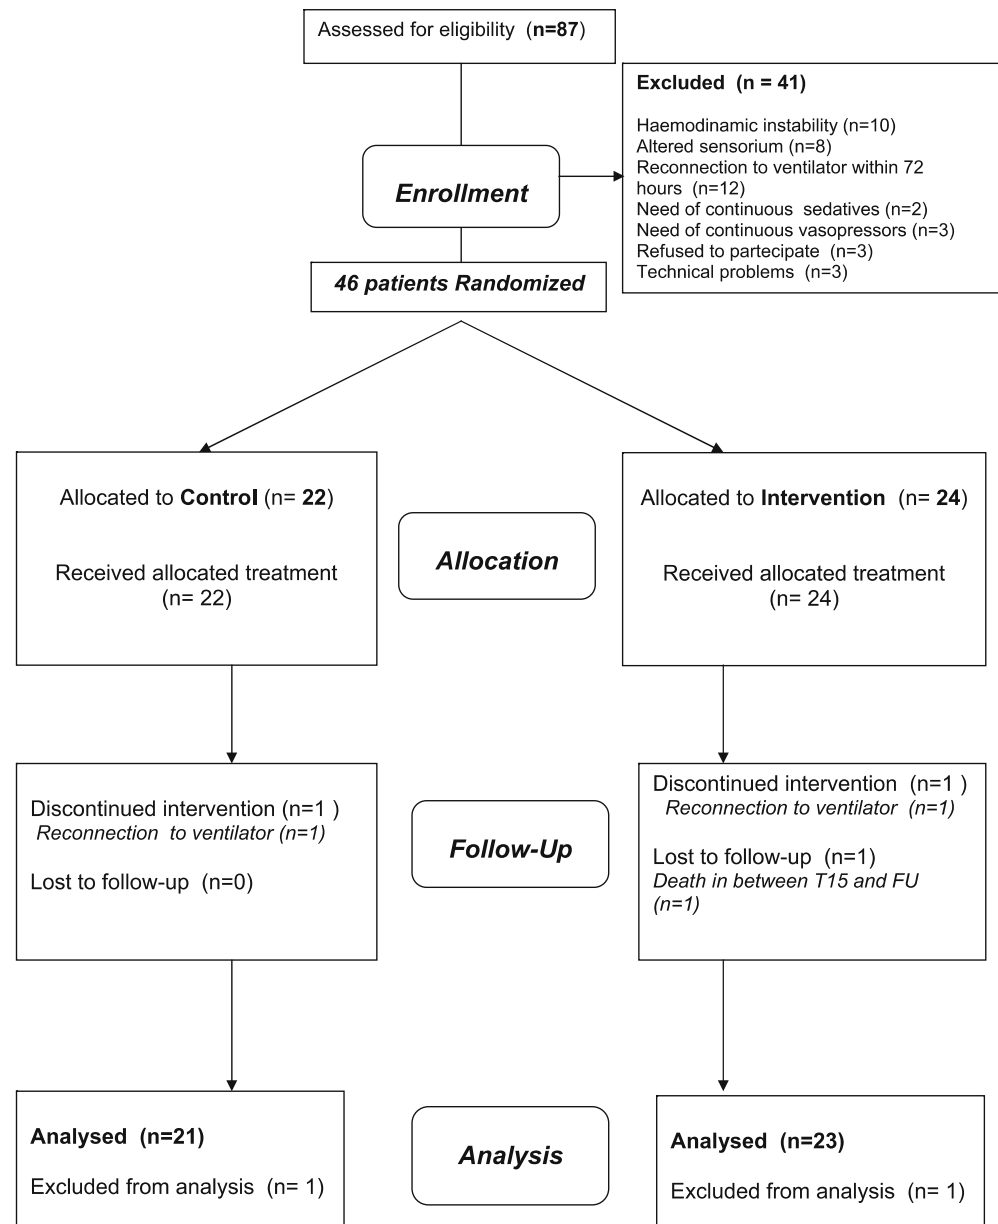 Assessed for eligibility (n=87)
Excluded (n = 41)
Haemodinamic instability (n=10)
Altered sensorium (n=8)
Reconnection to ventilator within 72
hours (n=12)
Need of continuous sedatives (n=2)
Need of continuous vasopressors (n=3)
Refused to partecipate (n=3)
Technical problems (n=3)
Enrollment
46 patients Randomized
Allocated to Control (n= 22)
Received allocated treatment
(n= 22)
Allocation
Allocated to Intervention (n= 24)
Received allocated treatment
(n= 24)
Discontinued intervention (n=1 )
Reconnection to ventilator (n=1)
Lost to follow-up (n=0)
Follow-Up
Discontinued intervention (n=1 )
Reconnection to ventilator (n=1)
Lost to follow-up (n=1)
Death in between T15 and FU
(n=1)
Analysed (n=21)
Excluded from analysis (n= 1)
Analysis
Analysed (n=23)
Excluded from analysis (n= 1)